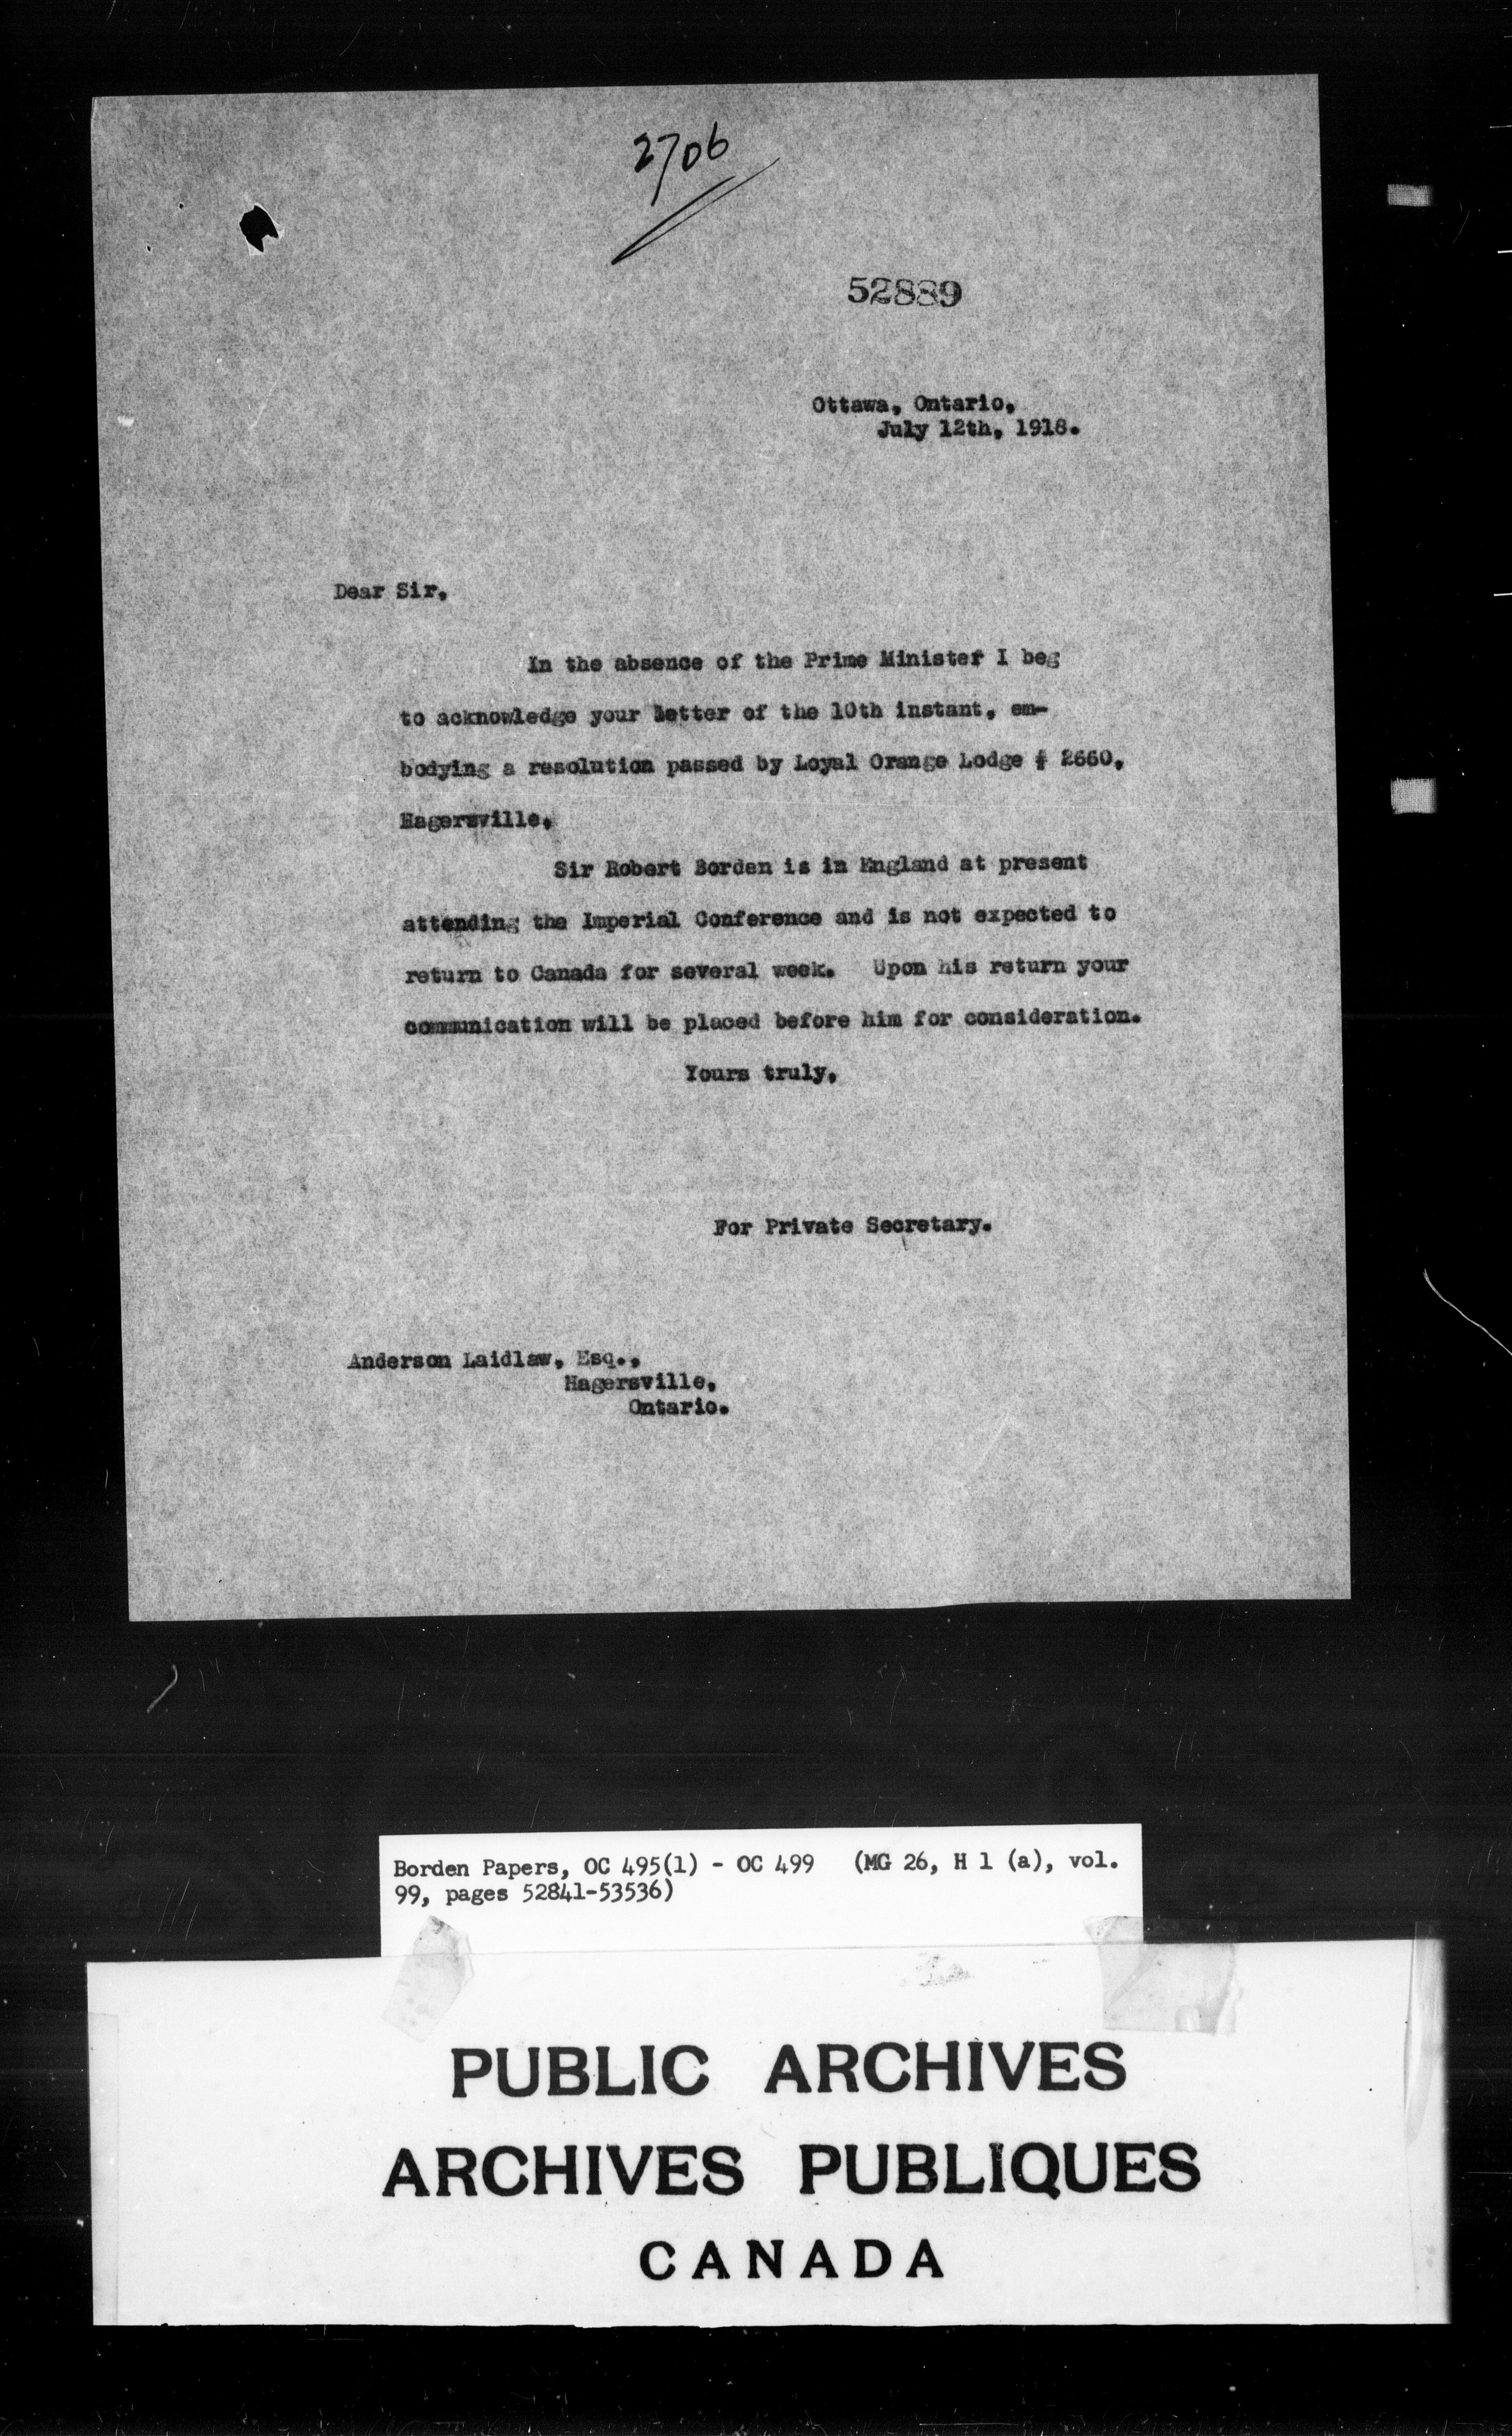 2706
52889
Ottawa, Ontario,
July 12th, 1918.
Dear Sir,
In the absence of the Prime Minister I beg
to acknowledge your letter of the 10th instant, em-
bodying a resolution passed by Loyal Orange Lodge # 2660,
Hagersville,
Sir Robert Borden is in England at present
attending the Imperial Conference and is not expected to
return to Canada for several week. Upon his return your
communication will be placed before him for consideration.
Yours truly,
For Private Secretary.
Anderson Laidlaw, Esq.,
Hagersville,
Ontario.
Borden Papers, OC 495(1) - OC 499 (MG 26, H 1 (a), vol.
99, pages 52841-53536)
PUBLIC ARCHIVES
ARCHIVES PUBLIQUES
CANADA